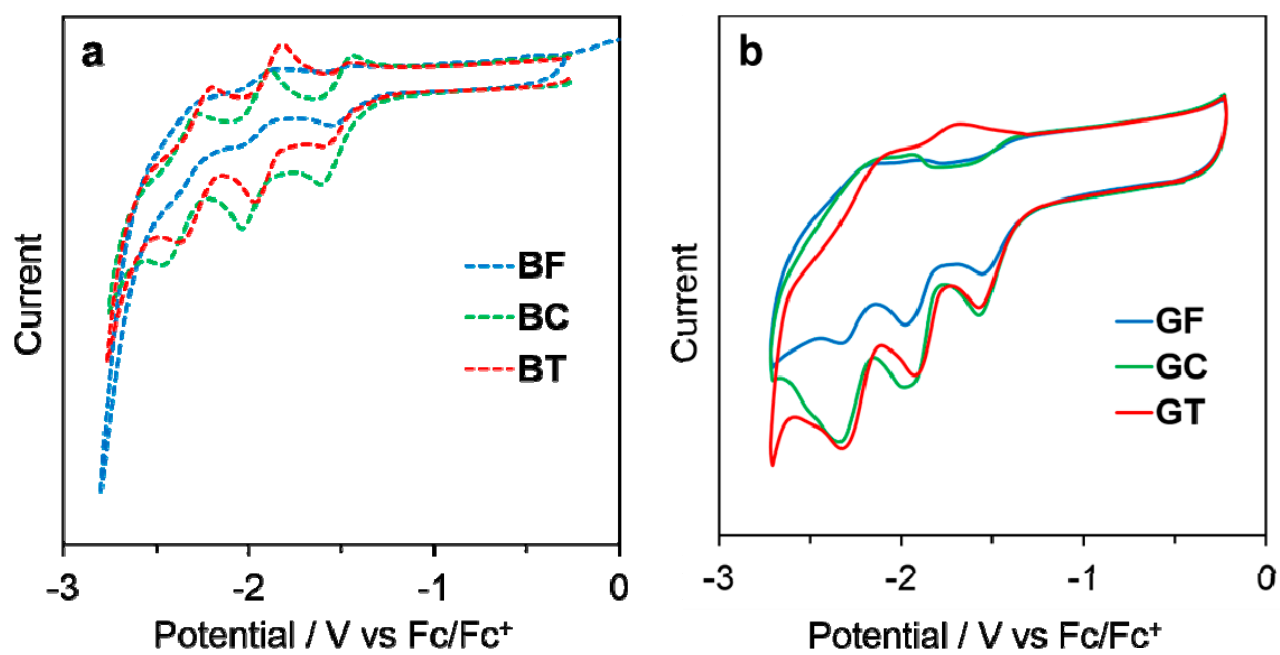 a
Current
BF
BC
BT
-3
-2
-1
0
Potential / V vs Fc/Fc⁺
b
Current
GF
GC
GT
-3
-2
-1
0
Potential / V vs Fc/Fc⁺